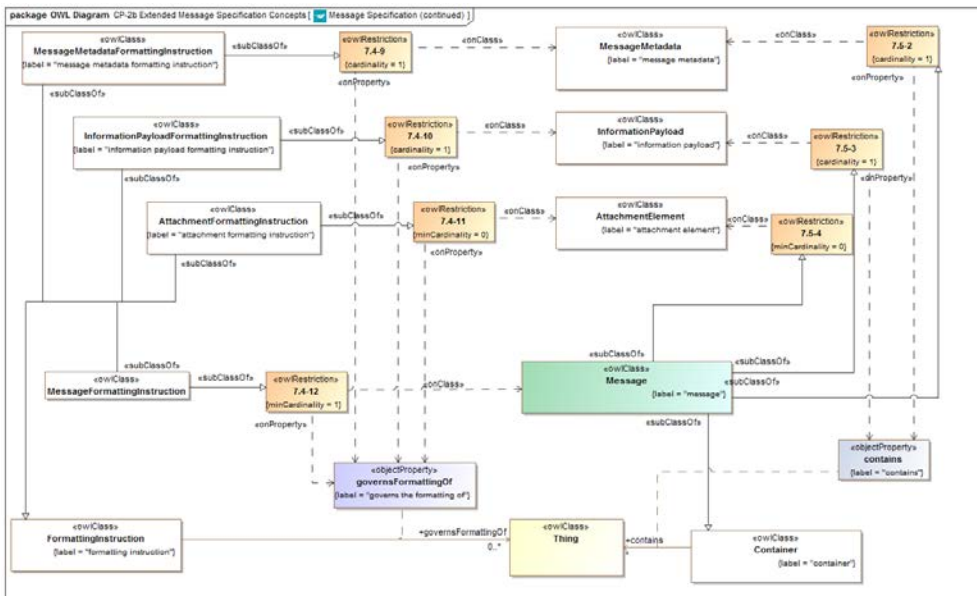 package OWL Diagram CP-2b Extended Message Specification Concepts [ Message Specification (continued) ]
«owlClass»
MessageMetadataFormattingInstruction
{label = "message metadata formatting instruction"}
«subClassOf»
«owlRestriction»
7.4-9
{cardinality = 1}
«onClass»
«owlClass»
MessageMetadata
{label = "message metadata"}
«onClass»
«owlRestriction»
7.5-2
{cardinality = 1}
«subClassOf»
«onProperty»
«onProperty»
«owlClass»
InformationPayloadFormattingInstruction
{label = "information payload formatting instruction"}
«subClassOf»
«owlRestriction»
7.4-10
{cardinality = 1}
«onClass»
«owlClass»
InformationPayload
{label = "information payload"}
«onClass»
«owlRestriction»
7.5-3
{cardinality = 1}
«subClassOf»
«onProperty»
«onProperty»
«owlClass»
AttachmentFormattingInstruction
{label = "attachment formatting instruction"}
«subClassOf»
«owlRestriction»
7.4-11
{minCardinality = 0}
«onClass»
«owlClass»
AttachmentElement
{label = "attachment element"}
«onClass»
«owlRestriction»
7.5-4
{minCardinality = 0}
«subClassOf»
«onProperty»
«subClassOf»
«owlClass»
MessageFormattingInstruction
«subClassOf»
«owlRestriction»
7.4-12
{minCardinality = 1}
«onClass»
«onProperty»
«subClassOf»
«owlClass»
Message
{label = "message"}
«subClassOf»
«subClassOf»
«subClassOf»
«objectProperty»
governsFormattingOf
{label = "governs the formatting of"}
«objectProperty»
contains
{label = "contains"}
«owlClass»
FormattingInstruction
{label = "formatting instruction"}
+governsFormattingOf
0..*
«owlClass»
Thing
+contains
*
«owlClass»
Container
{label = "container"}